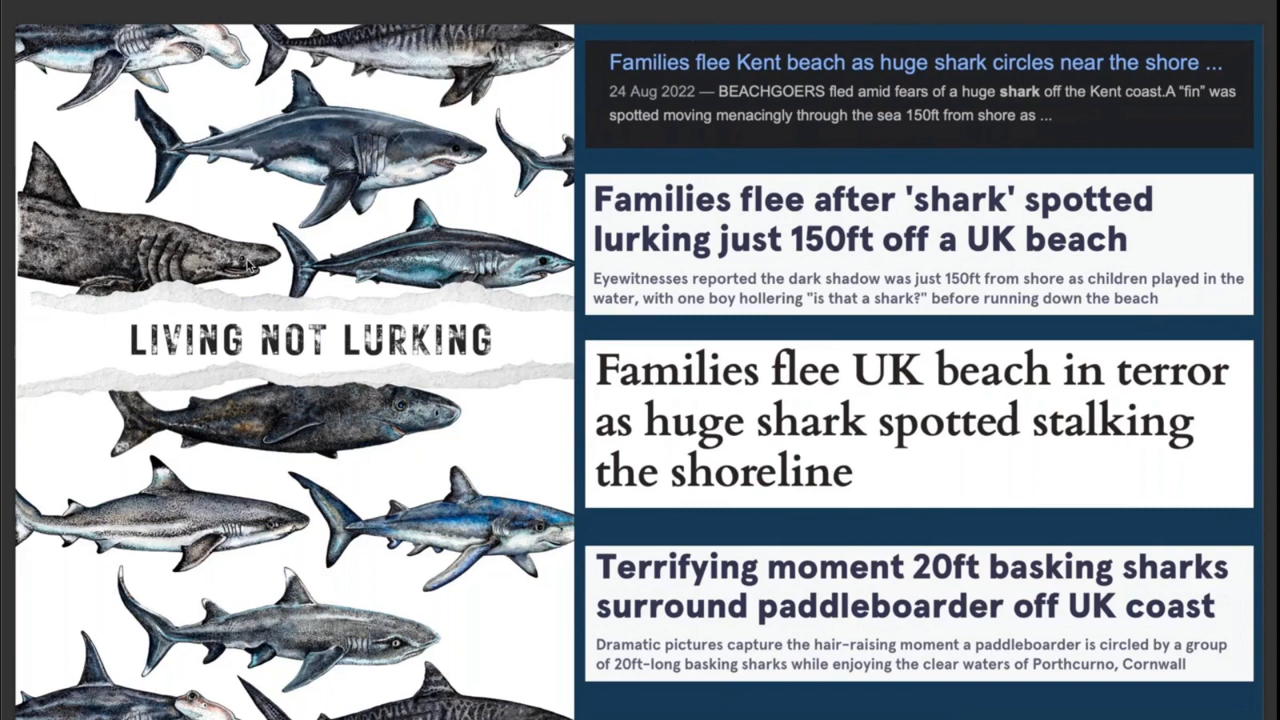 LIVING NOT LURKING
Families flee Kent beach as huge shark circles near the shore ...
24 Aug 2022 — BEACHGOERS fled amid fears of a huge shark off the Kent coast.A “fin” was
spotted moving menacingly through the sea 150ft from shore as ...
Families flee after 'shark' spotted
lurking just 150ft off a UK beach
Eyewitnesses reported the dark shadow was just 150ft from shore as children played in the
water, with one boy hollering "is that a shark?" before running down the beach
Families flee UK beach in terror
as huge shark spotted stalking
the shoreline
Terrifying moment 20ft basking sharks
surround paddleboarder off UK coast
Dramatic pictures capture the hair-raising moment a paddleboarder is circled by a group
of 20ft-long basking sharks while enjoying the clear waters of Porthcurno, Cornwall